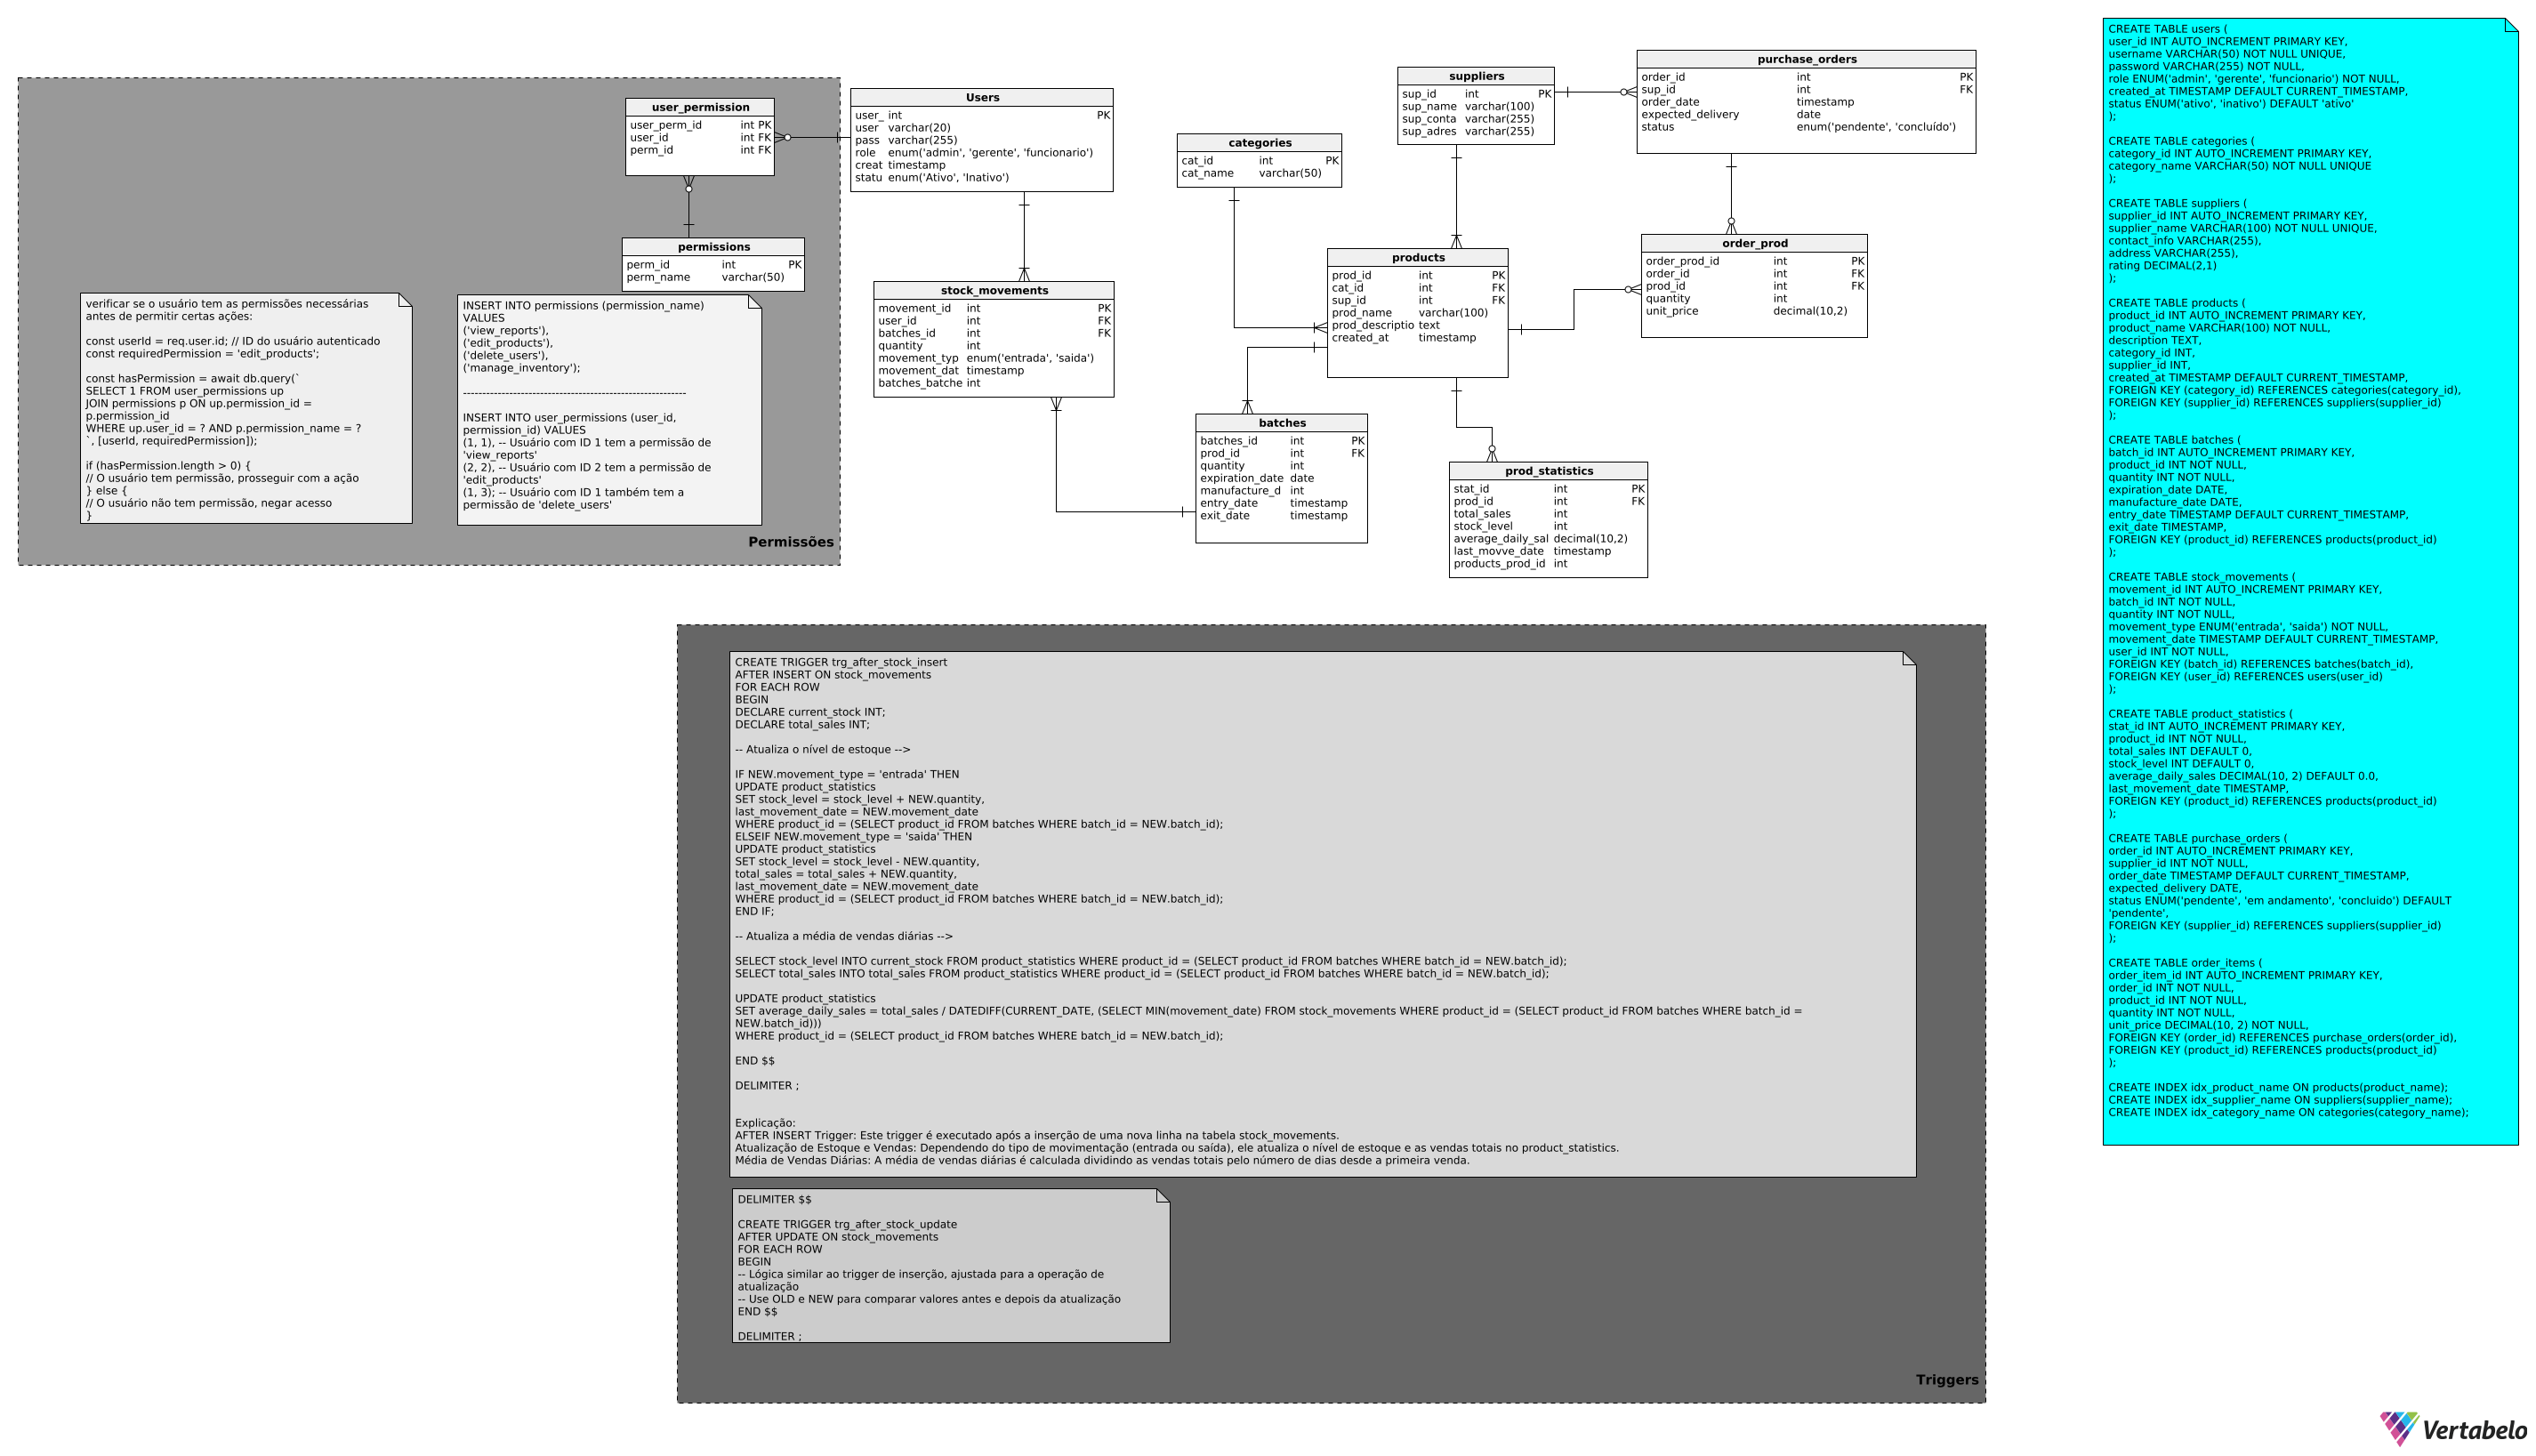 user_permission
user_perm_id int PK
user_id int FK
perm_id int FK
permissions
perm_id int PK
perm_name varchar(50)
verificar se o usuário tem as permissões necessárias
antes de permitir certas ações:
const userId = req.user.id; // ID do usuário autenticado
const requiredPermission = 'edit_products';
const hasPermission = await db.query(`
SELECT 1 FROM user_permissions up
JOIN permissions p ON up.permission_id =
p.permission_id
WHERE up.user_id = ? AND p.permission_name = ?
`, [userId, requiredPermission]);
if (hasPermission.length > 0) {
// O usuário tem permissão, prosseguir com a ação
} else {
// O usuário não tem permissão, negar acesso
}
INSERT INTO permissions (permission_name)
VALUES
('view_reports'),
('edit_products'),
('delete_users'),
('manage_inventory');
----------------------------------------------------------
INSERT INTO user_permissions (user_id,
permission_id) VALUES
(1, 1), -- Usuário com ID 1 tem a permissão de
'view_reports'
(2, 2), -- Usuário com ID 2 tem a permissão de
'edit_products'
(1, 3); -- Usuário com ID 1 também tem a
permissão de 'delete_users'
Permissões
Users
user_ int PK
user varchar(20)
pass varchar(255)
role enum('admin', 'gerente', 'funcionario')
creat timestamp
statu enum('Ativo', 'Inativo')
stock_movements
movement_id int PK
user_id int FK
batches_id int FK
quantity int
movement_typ enum('entrada', 'saida')
movement_dat timestamp
batches_batche int
categories
cat_id int PK
cat_name varchar(50)
suppliers
sup_id int PK
sup_name varchar(100)
sup_conta varchar(255)
sup_adres varchar(255)
purchase_orders
order_id int PK
sup_id int FK
order_date timestamp
expected_delivery date
status enum('pendente', 'concluído')
products
prod_id int PK
cat_id int FK
sup_id int FK
prod_name varchar(100)
prod_descriptio text
created_at timestamp
order_prod
order_prod_id int PK
order_id int FK
prod_id int FK
quantity int
unit_price decimal(10,2)
batches
batches_id int PK
prod_id int FK
quantity int
expiration_date date
manufacture_d int
entry_date timestamp
exit_date timestamp
prod_statistics
stat_id int PK
prod_id int FK
total_sales int
stock_level int
average_daily_sal decimal(10,2)
last_movve_date timestamp
products_prod_id int
CREATE TRIGGER trg_after_stock_insert
AFTER INSERT ON stock_movements
FOR EACH ROW
BEGIN
DECLARE current_stock INT;
DECLARE total_sales INT;
-- Atualiza o nível de estoque -->
IF NEW.movement_type = 'entrada' THEN
UPDATE product_statistics
SET stock_level = stock_level + NEW.quantity,
last_movement_date = NEW.movement_date
WHERE product_id = (SELECT product_id FROM batches WHERE batch_id = NEW.batch_id);
ELSEIF NEW.movement_type = 'saida' THEN
UPDATE product_statistics
SET stock_level = stock_level - NEW.quantity,
total_sales = total_sales + NEW.quantity,
last_movement_date = NEW.movement_date
WHERE product_id = (SELECT product_id FROM batches WHERE batch_id = NEW.batch_id);
END IF;
-- Atualiza a média de vendas diárias -->
SELECT stock_level INTO current_stock FROM product_statistics WHERE product_id = (SELECT product_id FROM batches WHERE batch_id = NEW.batch_id);
SELECT total_sales INTO total_sales FROM product_statistics WHERE product_id = (SELECT product_id FROM batches WHERE batch_id = NEW.batch_id);
UPDATE product_statistics
SET average_daily_sales = total_sales / DATEDIFF(CURRENT_DATE, (SELECT MIN(movement_date) FROM stock_movements WHERE product_id = (SELECT product_id FROM batches WHERE batch_id =
NEW.batch_id)))
WHERE product_id = (SELECT product_id FROM batches WHERE batch_id = NEW.batch_id);
END $$
DELIMITER ;
Explicação:
AFTER INSERT Trigger: Este trigger é executado após a inserção de uma nova linha na tabela stock_movements.
Atualização de Estoque e Vendas: Dependendo do tipo de movimentação (entrada ou saída), ele atualiza o nível de estoque e as vendas totais no product_statistics.
Média de Vendas Diárias: A média de vendas diárias é calculada dividindo as vendas totais pelo número de dias desde a primeira venda.
DELIMITER $$
CREATE TRIGGER trg_after_stock_update
AFTER UPDATE ON stock_movements
FOR EACH ROW
BEGIN
-- Lógica similar ao trigger de inserção, ajustada para a operação de
atualização
-- Use OLD e NEW para comparar valores antes e depois da atualização
END $$
DELIMITER ;
Triggers
CREATE TABLE users (
user_id INT AUTO_INCREMENT PRIMARY KEY,
username VARCHAR(50) NOT NULL UNIQUE,
password VARCHAR(255) NOT NULL,
role ENUM('admin', 'gerente', 'funcionario') NOT NULL,
created_at TIMESTAMP DEFAULT CURRENT_TIMESTAMP,
status ENUM('ativo', 'inativo') DEFAULT 'ativo'
);
CREATE TABLE categories (
category_id INT AUTO_INCREMENT PRIMARY KEY,
category_name VARCHAR(50) NOT NULL UNIQUE
);
CREATE TABLE suppliers (
supplier_id INT AUTO_INCREMENT PRIMARY KEY,
supplier_name VARCHAR(100) NOT NULL UNIQUE,
contact_info VARCHAR(255),
address VARCHAR(255),
rating DECIMAL(2,1)
);
CREATE TABLE products (
product_id INT AUTO_INCREMENT PRIMARY KEY,
product_name VARCHAR(100) NOT NULL,
description TEXT,
category_id INT,
supplier_id INT,
created_at TIMESTAMP DEFAULT CURRENT_TIMESTAMP,
FOREIGN KEY (category_id) REFERENCES categories(category_id),
FOREIGN KEY (supplier_id) REFERENCES suppliers(supplier_id)
);
CREATE TABLE batches (
batch_id INT AUTO_INCREMENT PRIMARY KEY,
product_id INT NOT NULL,
quantity INT NOT NULL,
expiration_date DATE,
manufacture_date DATE,
entry_date TIMESTAMP DEFAULT CURRENT_TIMESTAMP,
exit_date TIMESTAMP,
FOREIGN KEY (product_id) REFERENCES products(product_id)
);
CREATE TABLE stock_movements (
movement_id INT AUTO_INCREMENT PRIMARY KEY,
batch_id INT NOT NULL,
quantity INT NOT NULL,
movement_type ENUM('entrada', 'saida') NOT NULL,
movement_date TIMESTAMP DEFAULT CURRENT_TIMESTAMP,
user_id INT NOT NULL,
FOREIGN KEY (batch_id) REFERENCES batches(batch_id),
FOREIGN KEY (user_id) REFERENCES users(user_id)
);
CREATE TABLE product_statistics (
stat_id INT AUTO_INCREMENT PRIMARY KEY,
product_id INT NOT NULL,
total_sales INT DEFAULT 0,
stock_level INT DEFAULT 0,
average_daily_sales DECIMAL(10, 2) DEFAULT 0.0,
last_movement_date TIMESTAMP,
FOREIGN KEY (product_id) REFERENCES products(product_id)
);
CREATE TABLE purchase_orders (
order_id INT AUTO_INCREMENT PRIMARY KEY,
supplier_id INT NOT NULL,
order_date TIMESTAMP DEFAULT CURRENT_TIMESTAMP,
expected_delivery DATE,
status ENUM('pendente', 'em andamento', 'concluido') DEFAULT
'pendente',
FOREIGN KEY (supplier_id) REFERENCES suppliers(supplier_id)
);
CREATE TABLE order_items (
order_item_id INT AUTO_INCREMENT PRIMARY KEY,
order_id INT NOT NULL,
product_id INT NOT NULL,
quantity INT NOT NULL,
unit_price DECIMAL(10, 2) NOT NULL,
FOREIGN KEY (order_id) REFERENCES purchase_orders(order_id),
FOREIGN KEY (product_id) REFERENCES products(product_id)
);
CREATE INDEX idx_product_name ON products(product_name);
CREATE INDEX idx_supplier_name ON suppliers(supplier_name);
CREATE INDEX idx_category_name ON categories(category_name);
Vertabelo